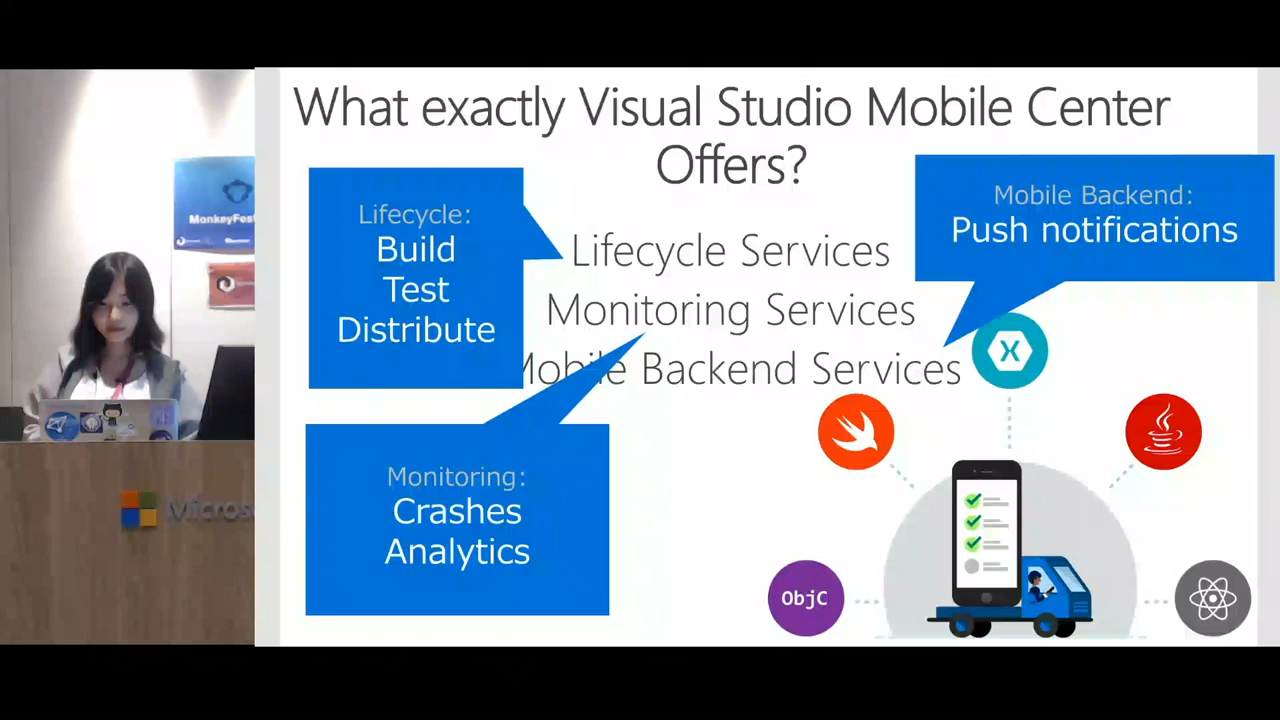 What exactly Visual Studio Mobile Center
Offers?
Lifecycle:
Build
Test
Distribute
Lifecycle Services
Monitoring Services
Mobile Backend Services
Mobile Backend:
Push notifications
Monitoring:
Crashes
Analytics
ObjC
MonkeyFest
Microsoft